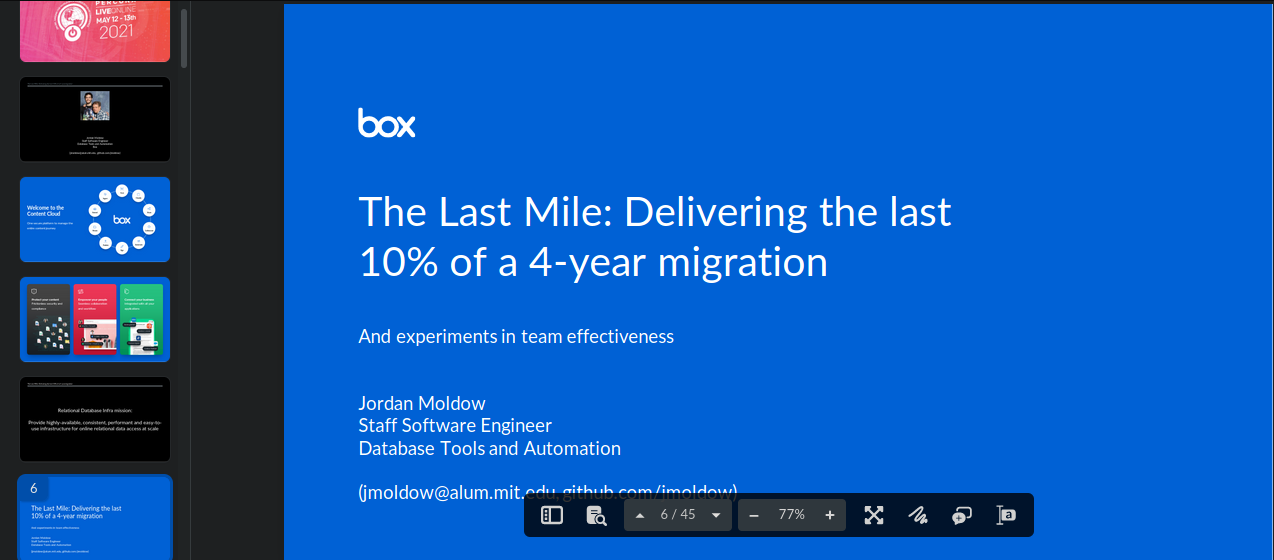 PERCONA
LIVEONLINE
MAY 12 - 13th
2021
Welcome to the
Content Cloud
box
Relational Database Infra mission:
Provide highly-available, consistent, performant and easy-to-
use infrastructure for online relational data access at scale
6
The Last Mile: Delivering the last
10% of a 4-year migration
box
The Last Mile: Delivering the last
10% of a 4-year migration
And experiments in team effectiveness
Jordan Moldow
Staff Software Engineer
Database Tools and Automation
(jmoldow@alum.mit.edu, github.com/jmoldow)
6 / 45
77%
a